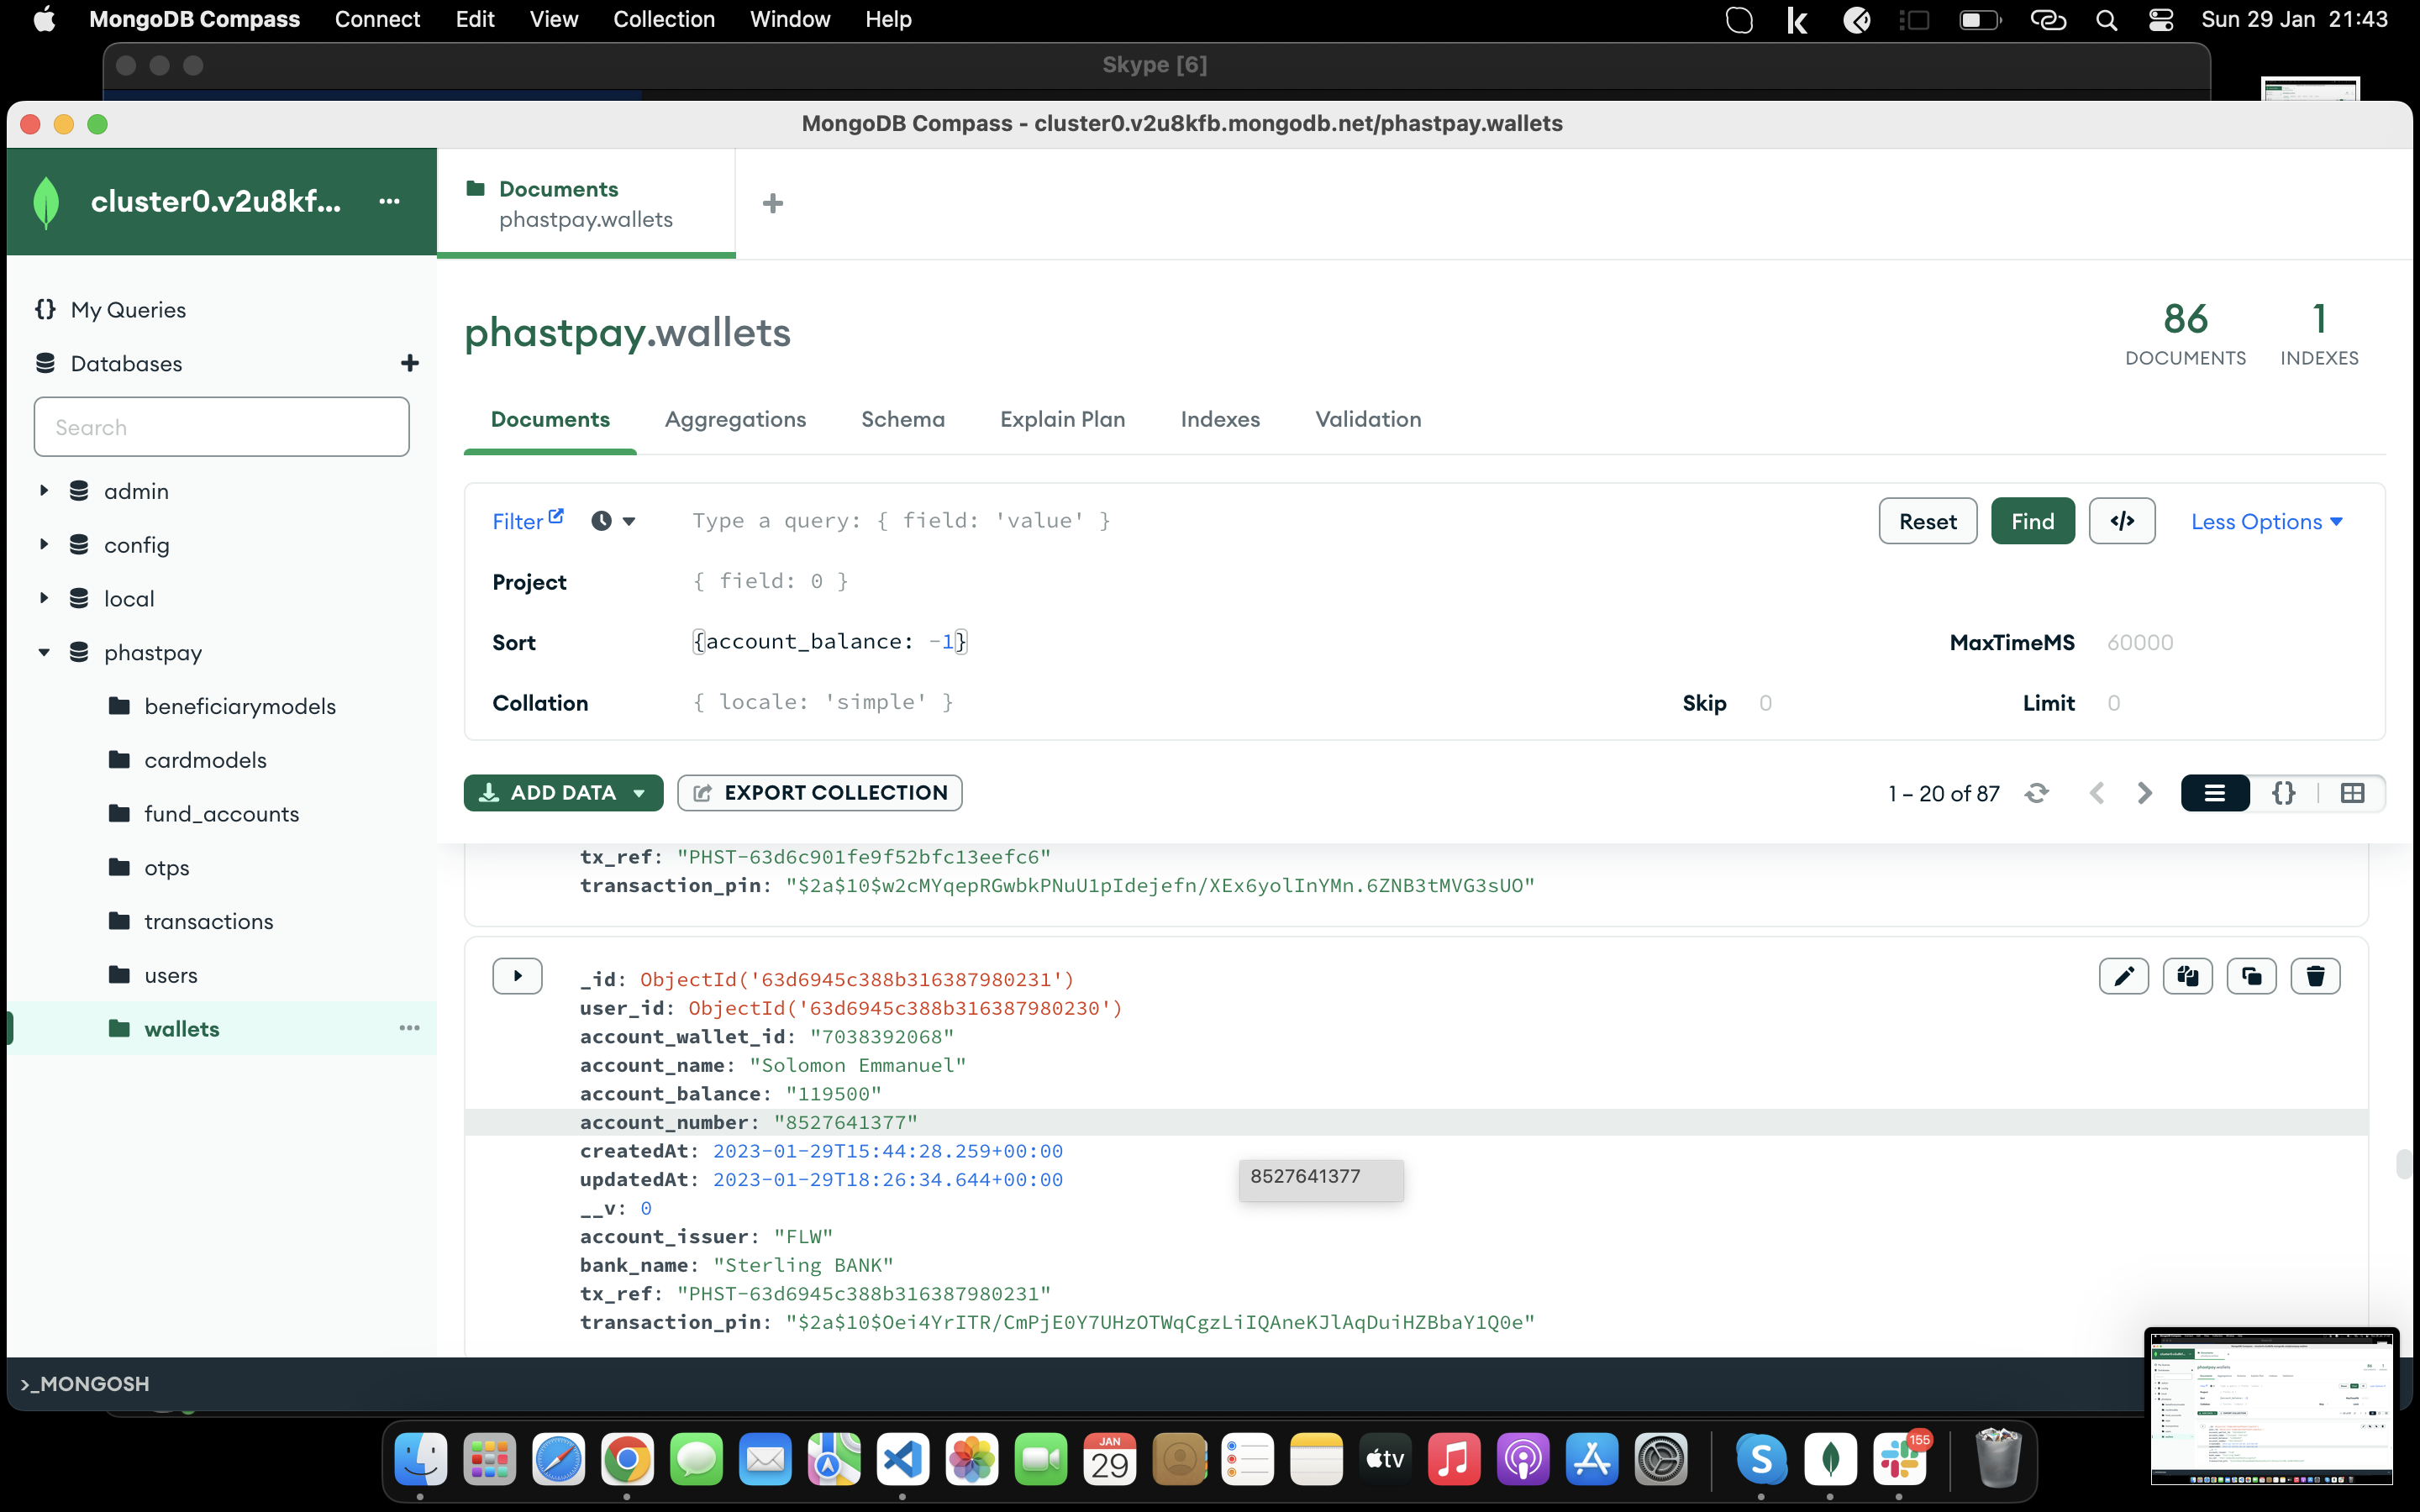 MongoDB Compass Connect Edit View Collection Window Help Sun 29 Jan 21:43
Skype [6]
MongoDB Compass - cluster0.v2u8kfb.mongodb.net/phastpay.wallets
cluster0.v2u8kf... ...
Documents
phastpay.wallets
+
My Queries
Databases
Search
admin
config
local
phastpay
beneficiarymodels
cardmodels
fund_accounts
otps
transactions
users
wallets
phastpay.wallets
86
DOCUMENTS
1
INDEXES
Documents Aggregations Schema Explain Plan Indexes Validation
Filter Type a query: { field: 'value' } Reset Find </> Less Options
Project { field: 0 }
Sort {account_balance: -1} MaxTimeMS 60000
Collation { locale: 'simple' } Skip 0 Limit 0
ADD DATA EXPORT COLLECTION 1 – 20 of 87 {}
tx_ref: "PHST-63d6c901fe9f52bfc13eefc6"
transaction_pin: "$2a$10$w2cMYqepRGwbkPNuU1pIdejefn/XEx6yolInYMn.6ZNB3tMVG3sUO"
_id: ObjectId('63d6945c388b316387980231')
user_id: ObjectId('63d6945c388b316387980230')
account_wallet_id: "7038392068"
account_name: "Solomon Emmanuel"
account_balance: "119500"
account_number: "8527641377"
createdAt: 2023-01-29T15:44:28.259+00:00
updatedAt: 2023-01-29T18:26:34.644+00:00
8527641377
__v: 0
account_issuer: "FLW"
bank_name: "Sterling BANK"
tx_ref: "PHST-63d6945c388b316387980231"
transaction_pin: "$2a$10$Oei4YrITR/CmPjE0Y7UHzOTWqCgzLiIQAneKJlAqDuiHZBbaY1Q0e"
>_MONGOSH
JAN
29
tv
155